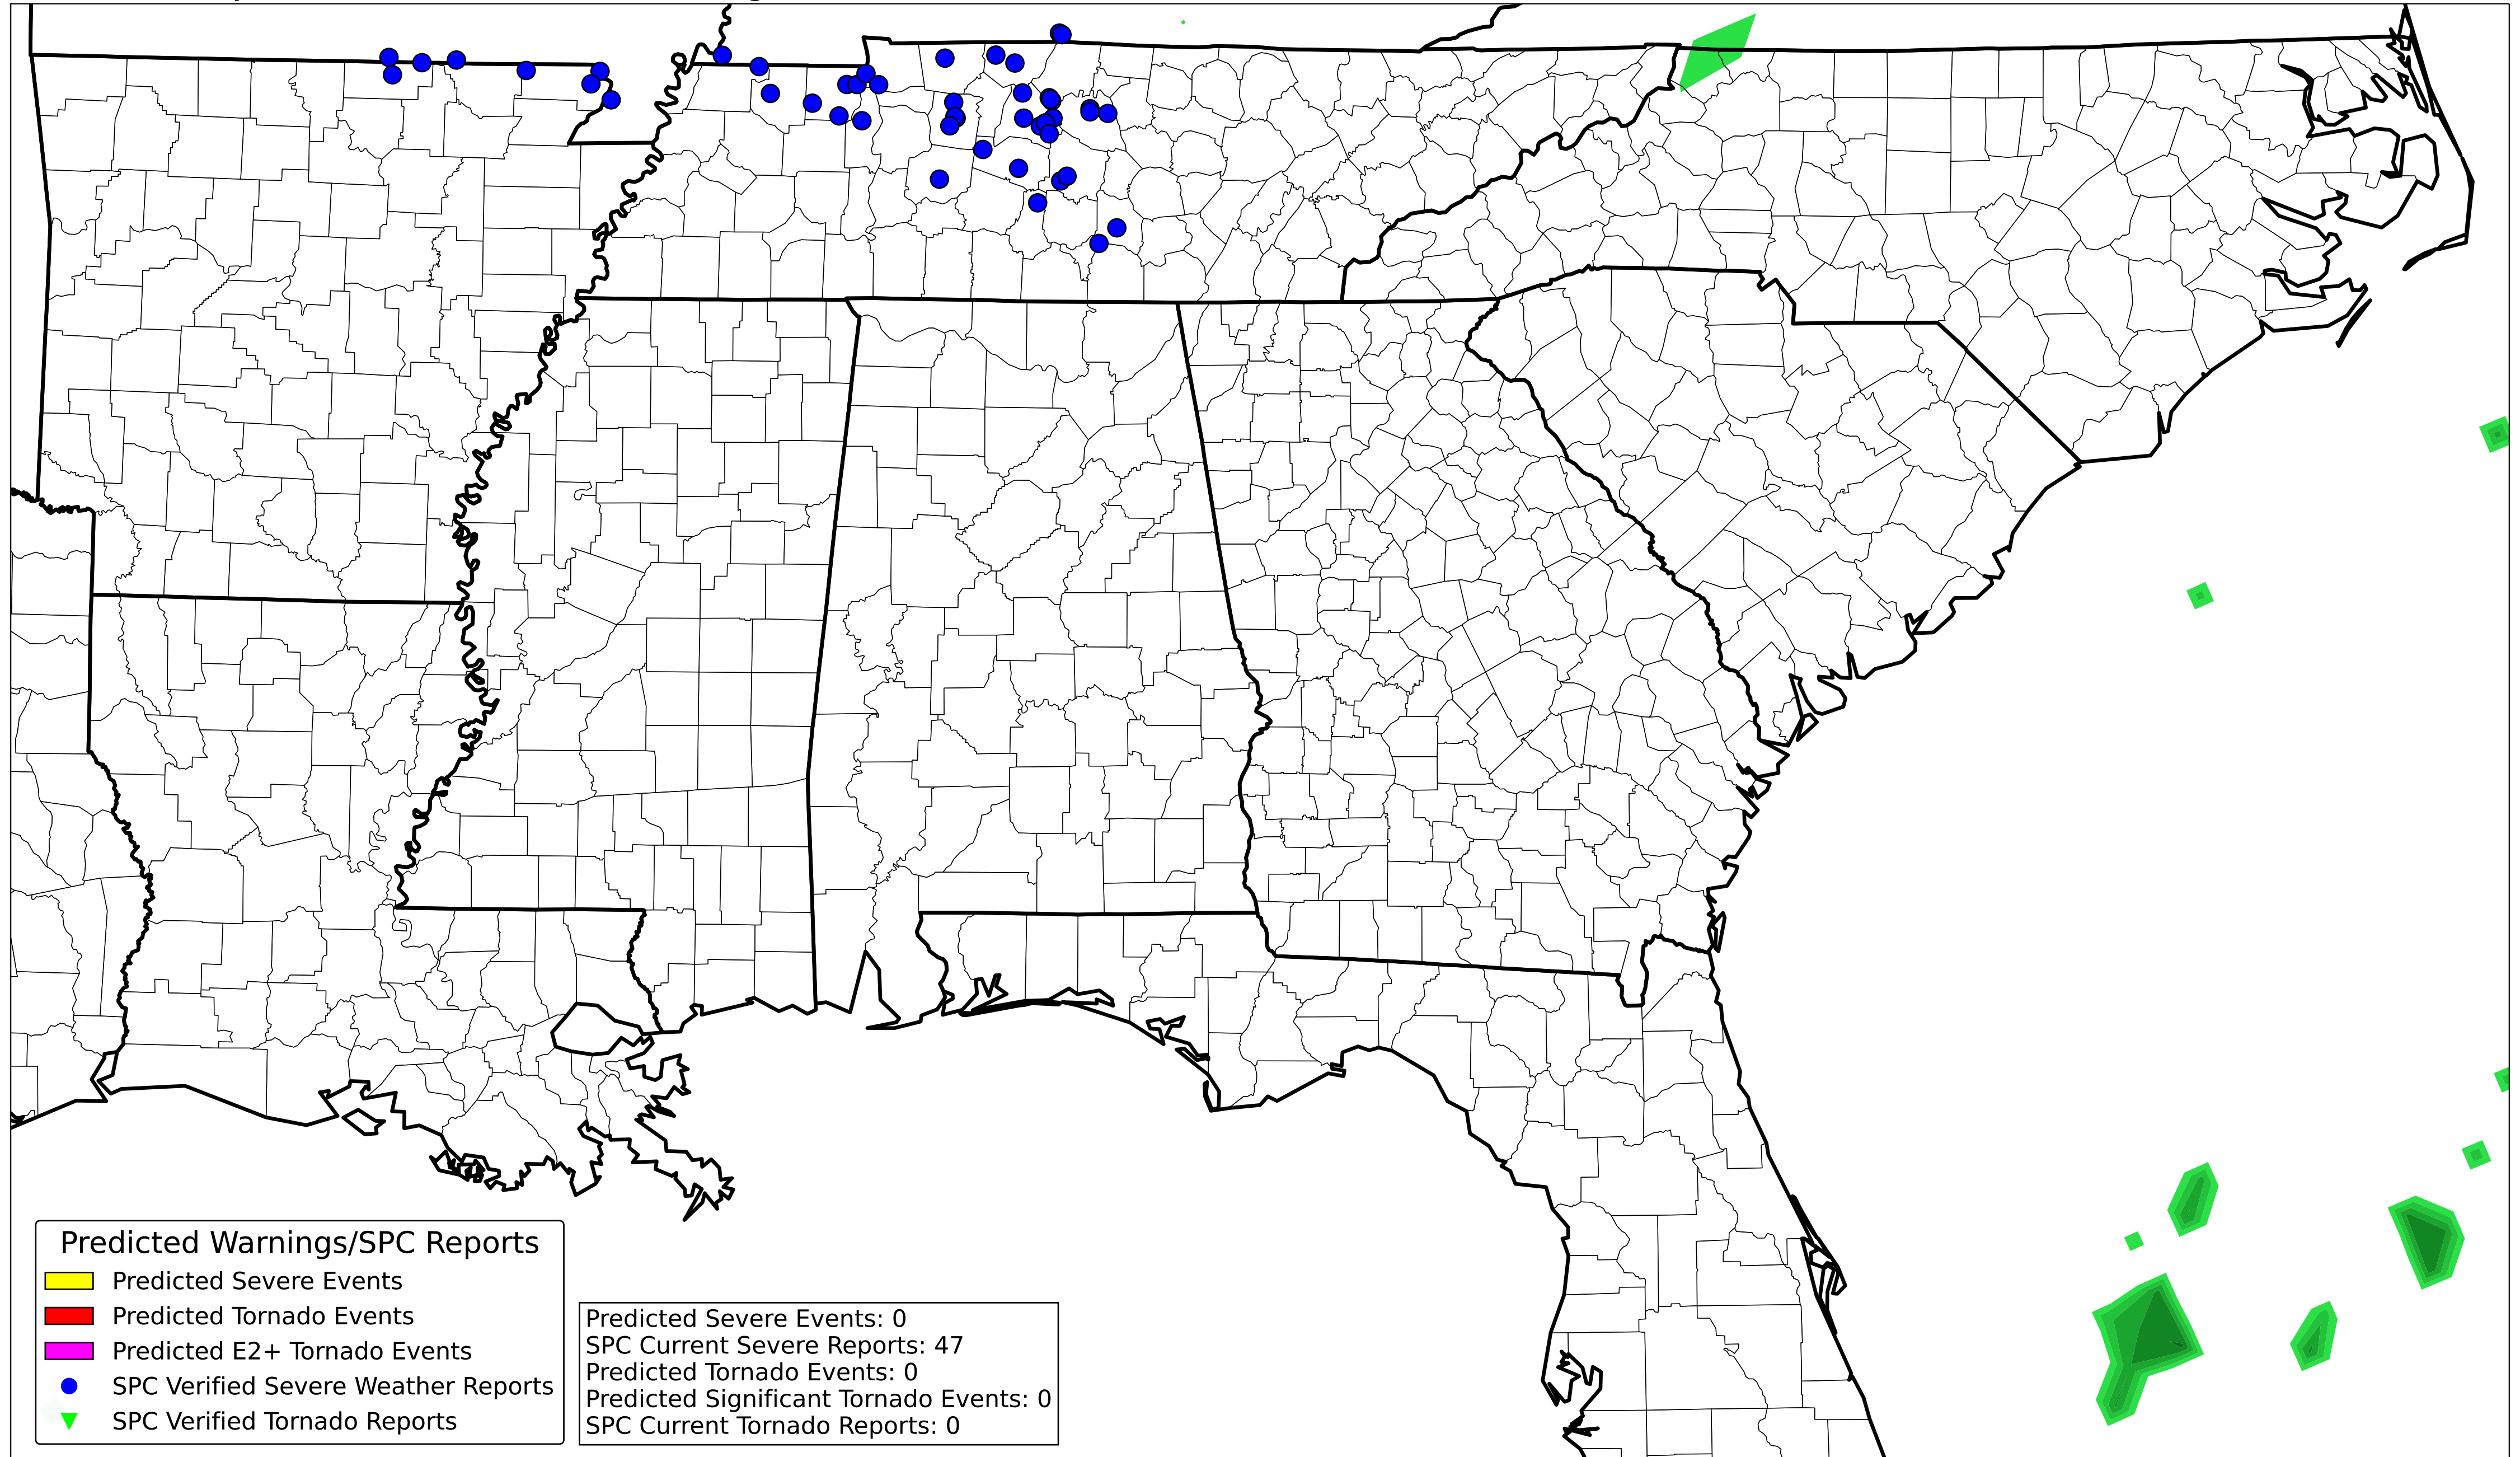 Predicted Warnings/SPC Reports
Predicted Severe Events
Predicted Tornado Events
Predicted E2+ Tornado Events
SPC Verified Severe Weather Reports
SPC Verified Tornado Reports
Predicted Severe Events: 0
SPC Current Severe Reports: 47
Predicted Tornado Events: 0
Predicted Significant Tornado Events: 0
SPC Current Tornado Reports: 0